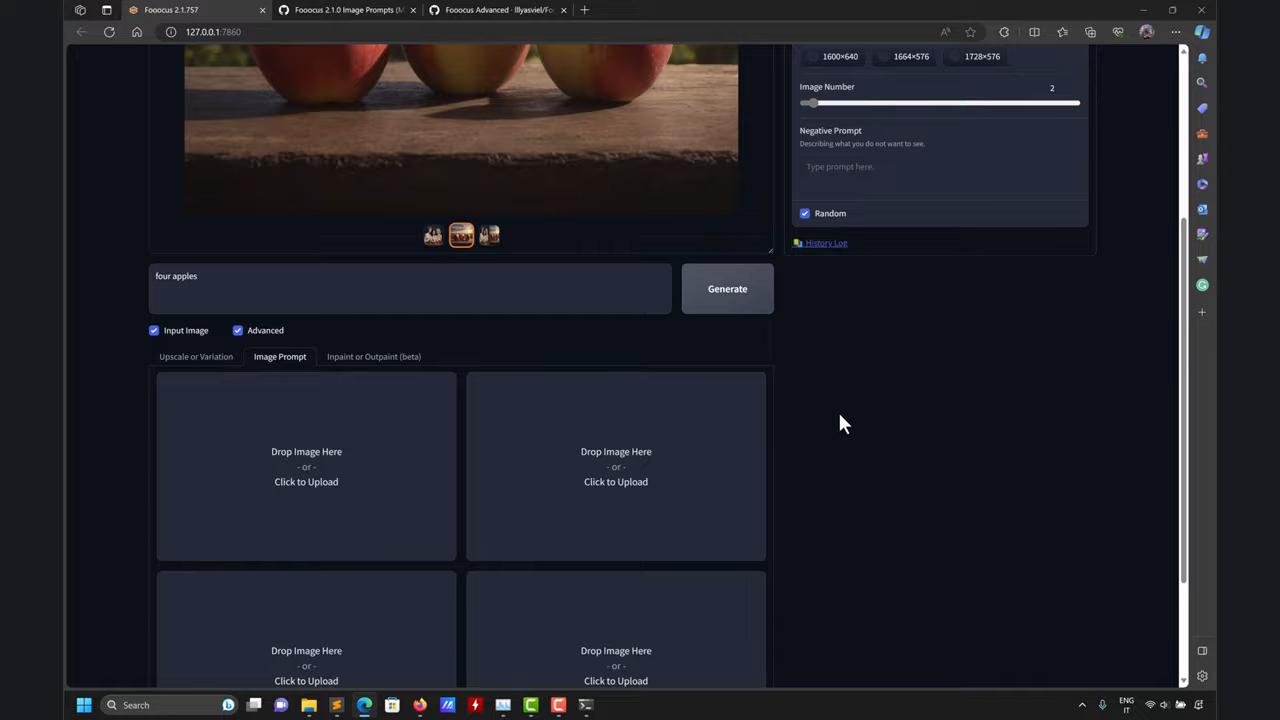 Fooocus 2.1.757
Fooocus 2.1.0 Image Prompts (M
Fooocus Advanced · lllyasviel/Fo
127.0.0.1:7860
1600×640
1664×576
1728×576
Image Number
2
Negative Prompt
Describing what you do not want to see.
Type prompt here.
Random
History Log
four apples
Generate
Input Image
Advanced
Upscale or Variation
Image Prompt
Inpaint or Outpaint (beta)
Drop Image Here
- or -
Click to Upload
Drop Image Here
- or -
Click to Upload
Drop Image Here
- or -
Click to Upload
Drop Image Here
- or -
Click to Upload
Search
ENG
IT